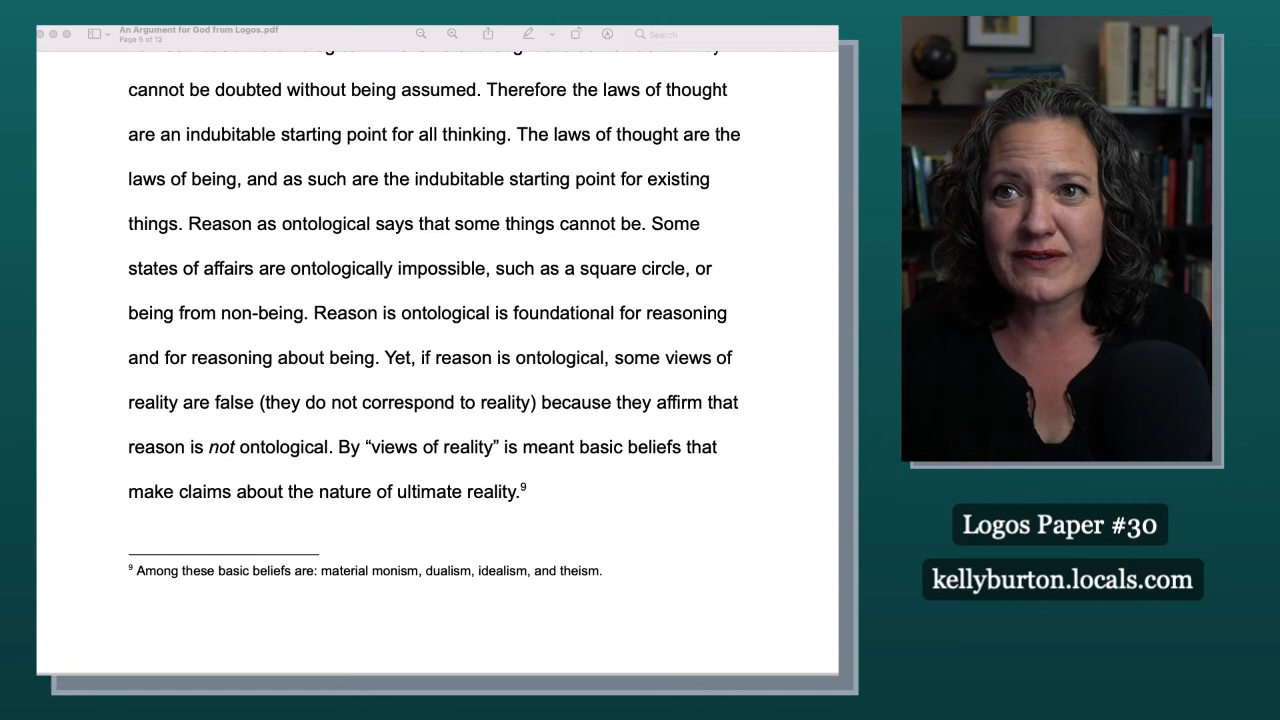 An Argument for God from Logos.pdf
Page 5 of 12
Search
cannot be doubted without being assumed. Therefore the laws of thought
are an indubitable starting point for all thinking. The laws of thought are the
laws of being, and as such are the indubitable starting point for existing
things. Reason as ontological says that some things cannot be. Some
states of affairs are ontologically impossible, such as a square circle, or
being from non-being. Reason is ontological is foundational for reasoning
and for reasoning about being. Yet, if reason is ontological, some views of
reality are false (they do not correspond to reality) because they affirm that
reason is not ontological. By “views of reality” is meant basic beliefs that
make claims about the nature of ultimate reality.⁹
⁹ Among these basic beliefs are: material monism, dualism, idealism, and theism.
Logos Paper #30
kellyburton.locals.com